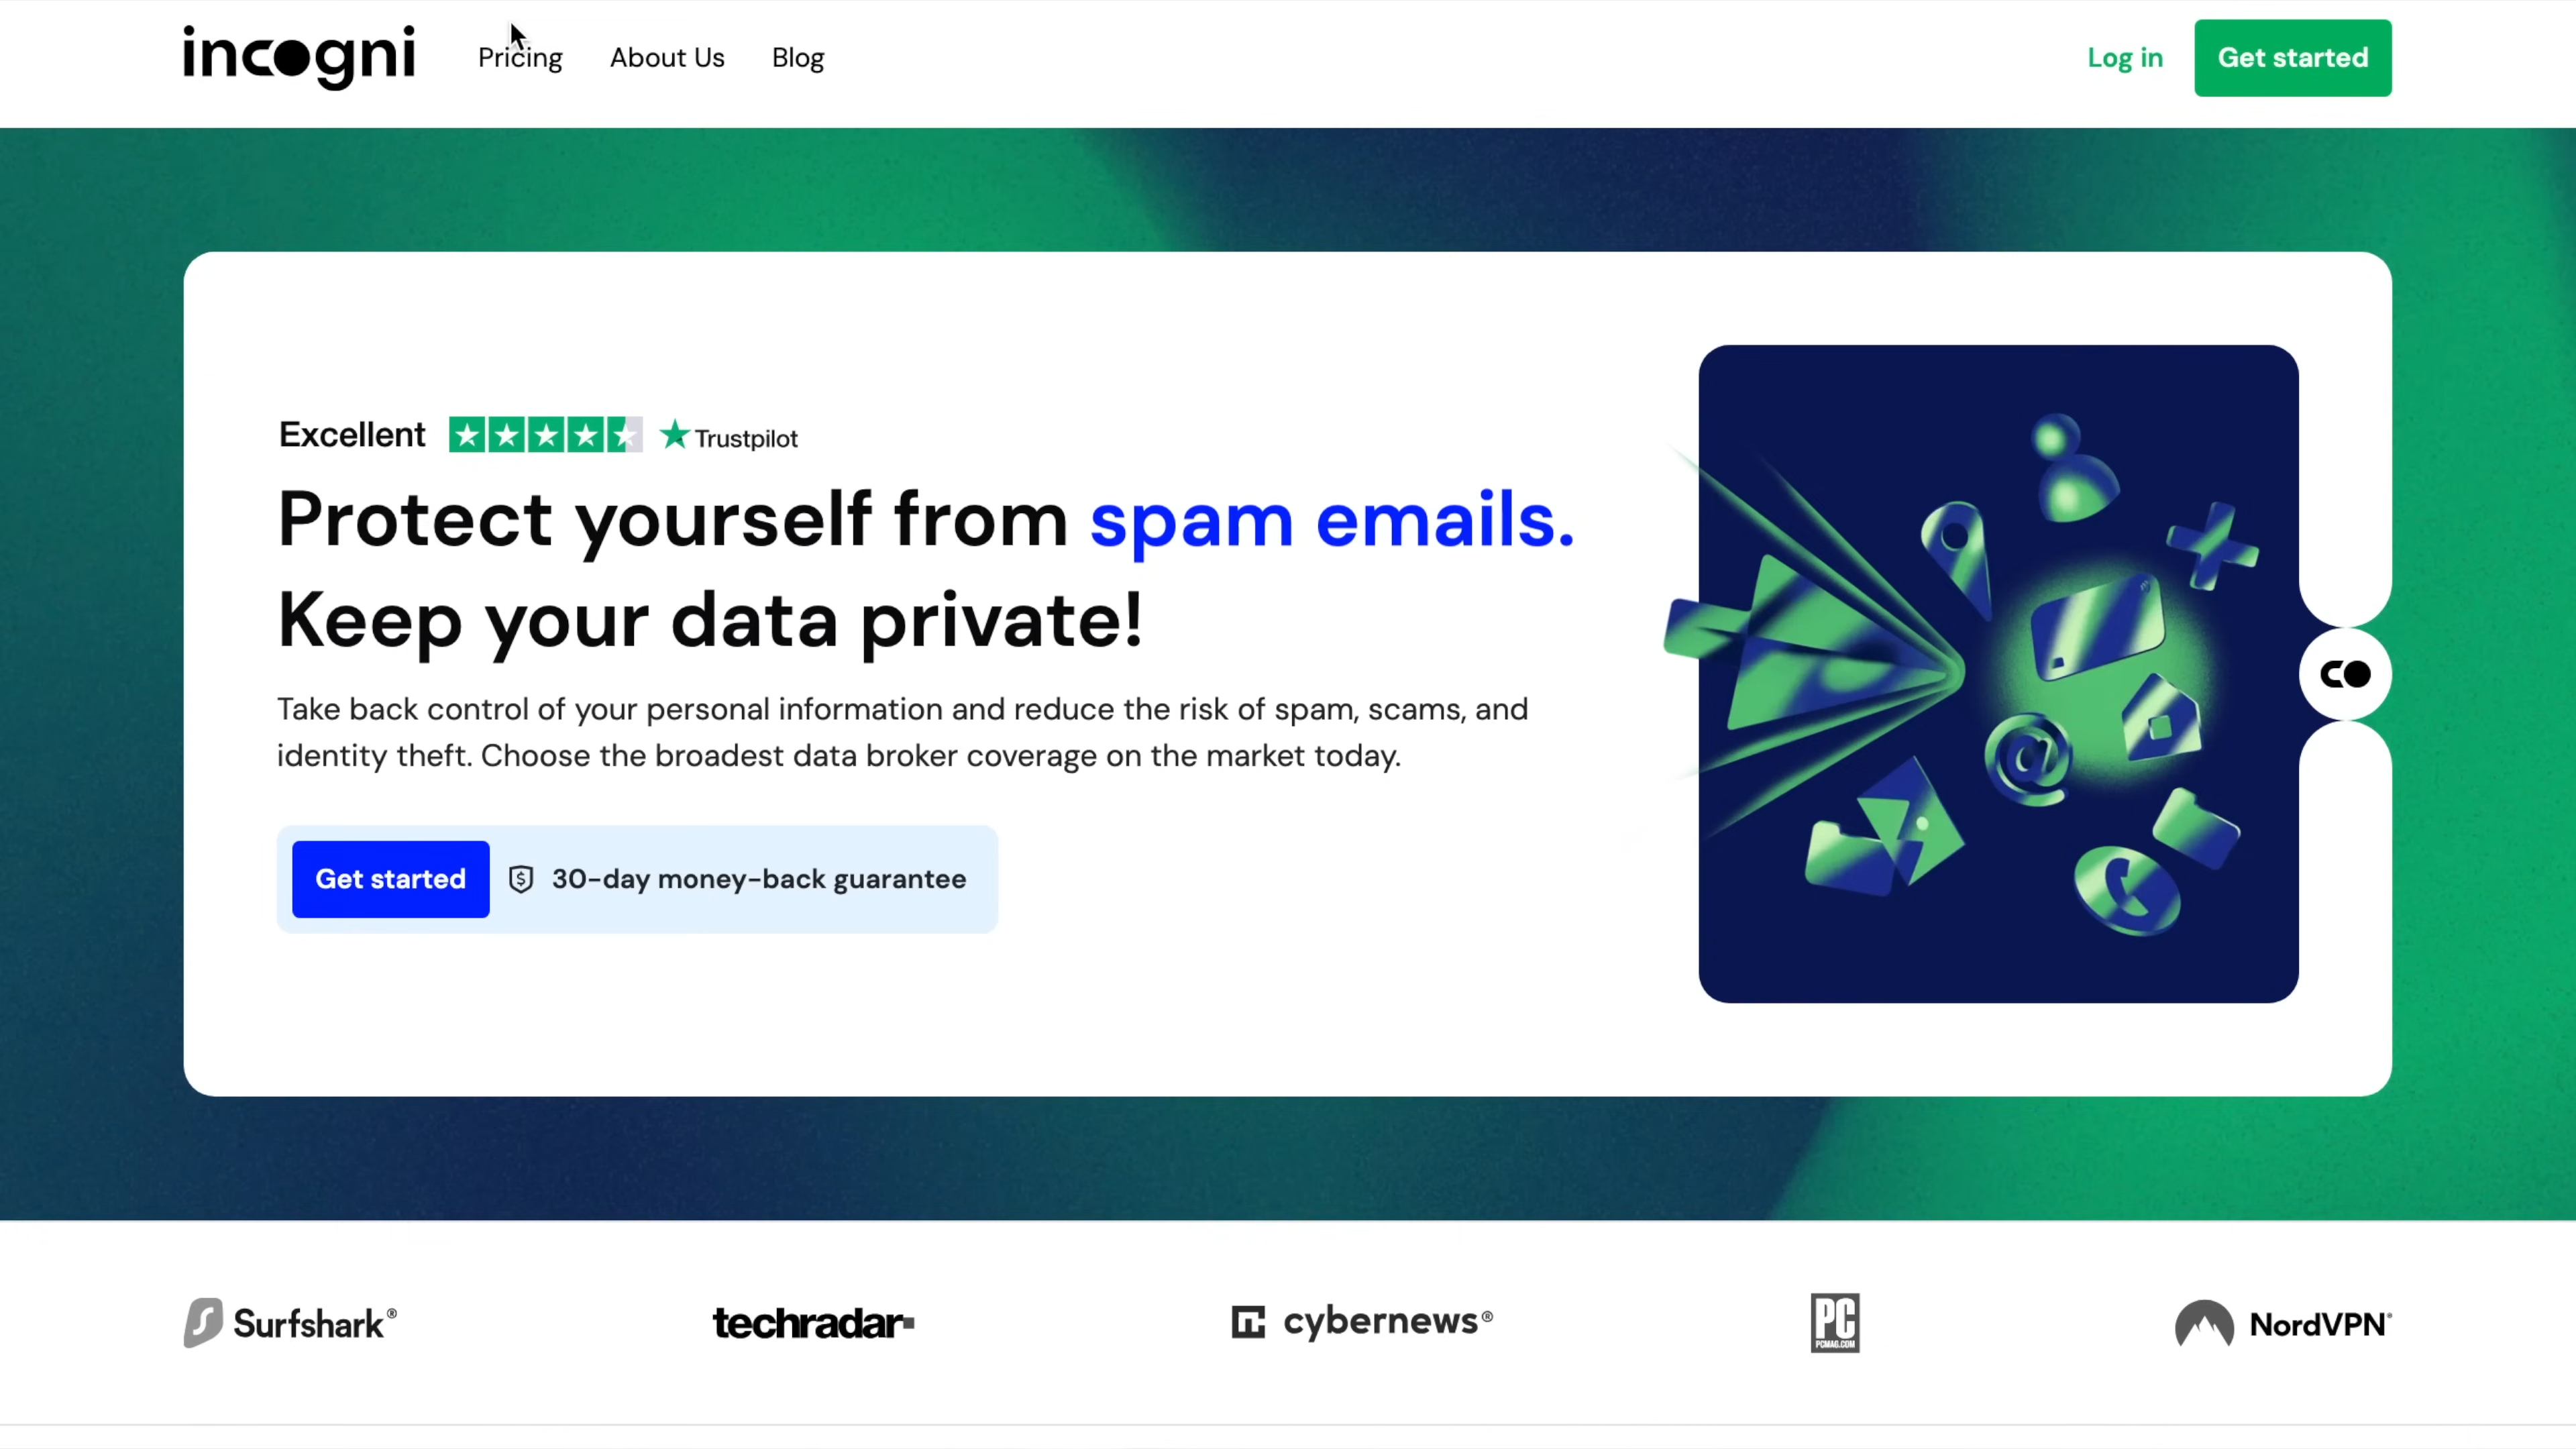 incogni
Pricing
About Us
Blog
Log in
Get started
Excellent
Trustpilot
Protect yourself from spam emails.
Keep your data private!
Take back control of your personal information and reduce the risk of spam, scams, and
identity theft. Choose the broadest data broker coverage on the market today.
Get started
30-day money-back guarantee
Surfshark®
techradar
cybernews®
PC
PCMAG.COM
NordVPN®